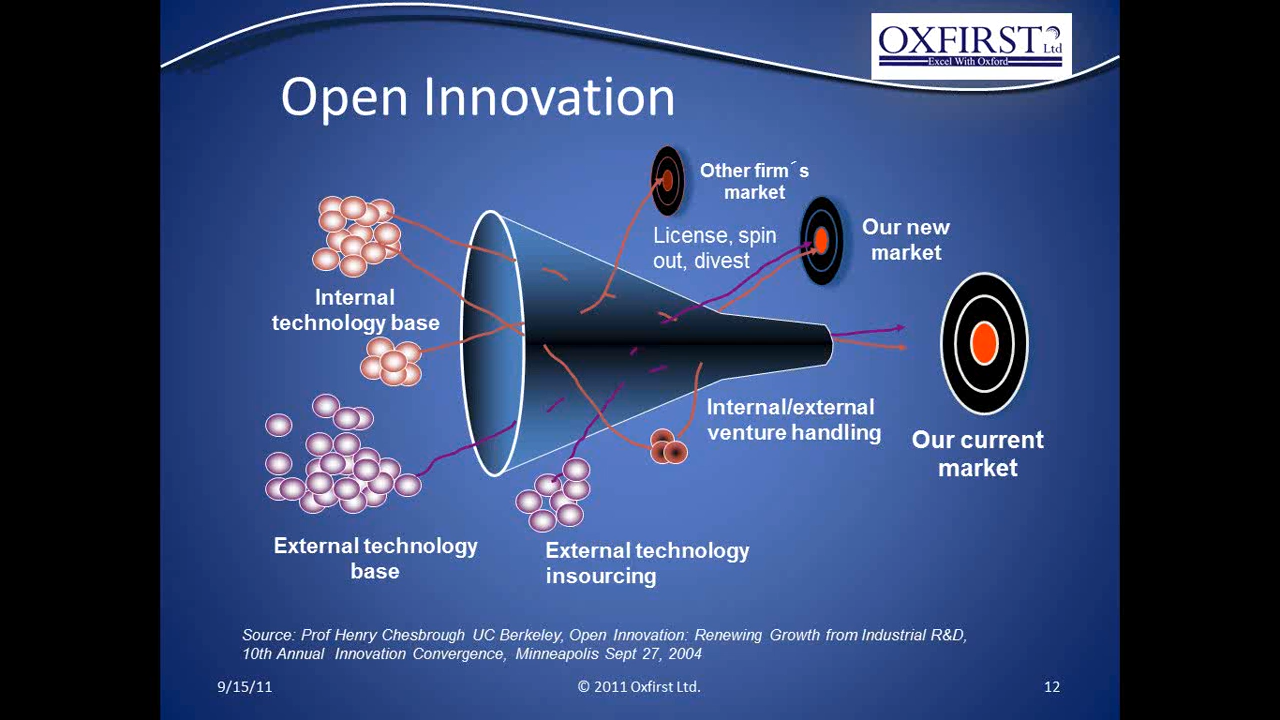 OXFIRST Ltd
Excel With Oxford
Open Innovation
Other firm´s
market
License, spin
out, divest
Our new
market
Internal
technology base
Internal/external
venture handling
Our current
market
External technology
base
External technology
insourcing
Source: Prof Henry Chesbrough UC Berkeley, Open Innovation: Renewing Growth from Industrial R&D,
10th Annual Innovation Convergence, Minneapolis Sept 27, 2004
9/15/11
© 2011 Oxfirst Ltd.
12